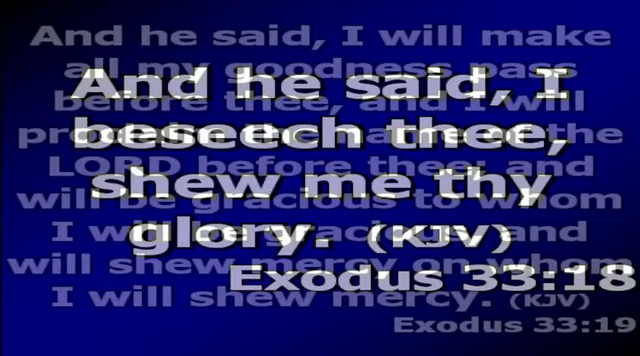 And he said, I
beseech thee,
shew me thy
glory. (KJV)
Exodus 33:18
And he said, I will make
all my goodness pass
before thee, and I will
proclaim the name of the
LORD before thee; and
will be gracious to whom
I will be gracious, and
will shew mercy on whom
I will shew mercy. (KJV)
Exodus 33:19